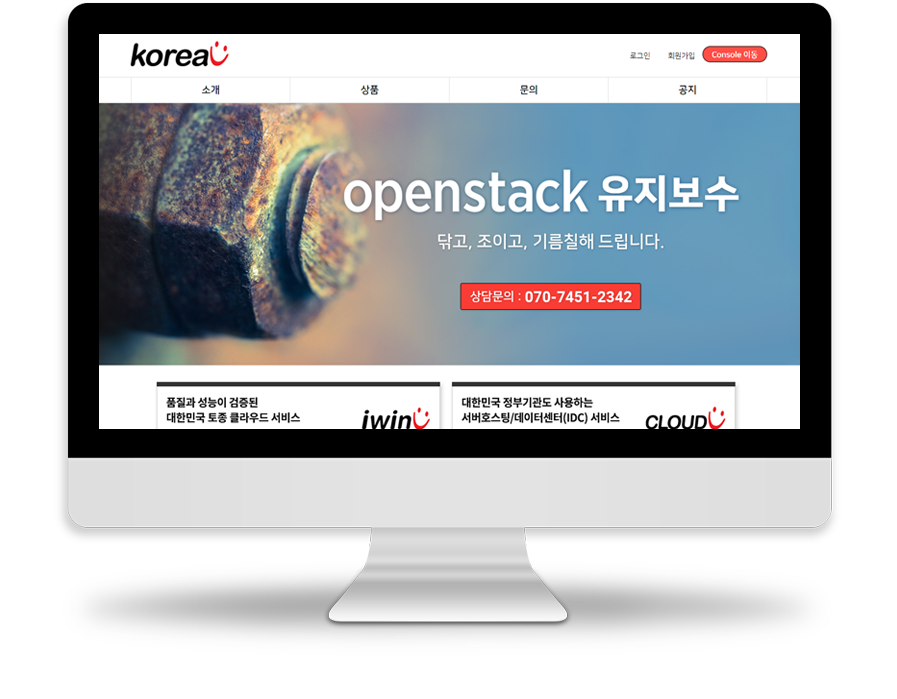 koreaU
로그인 회원가입 Console 이동
소개 상품 문의 공지
openstack 유지보수
닦고, 조이고, 기름칠해 드립니다.
상담문의 : 070-7451-2342
품질과 성능이 검증된
대한민국 토종 클라우드 서비스
iwinU
대한민국 정부기관도 사용하는
서버호스팅/데이터센터(IDC) 서비스
CLOUDU